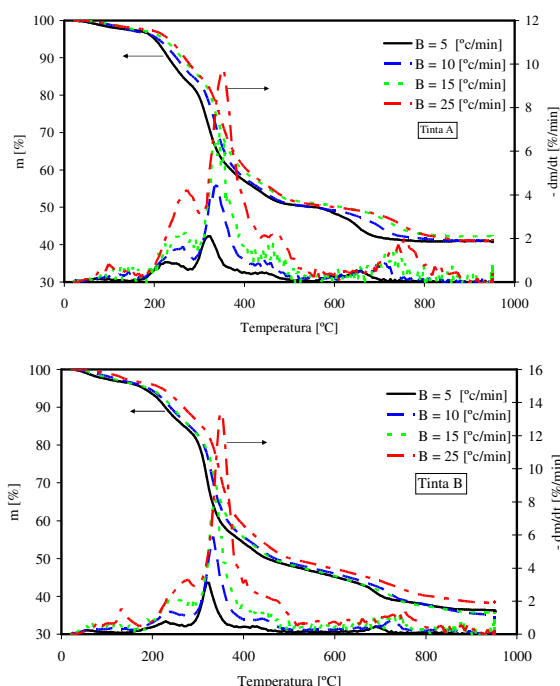 100
90
80
70
60
50
40
30
m [%]
0
200
400
600
800
1000
Temperatura [ºC]
12
10
8
6
4
2
0
- dm/dt [%/min]
B = 5 [ºc/min]
B = 10 [ºc/min]
B = 15 [ºc/min]
B = 25 [ºc/min]
Tinta A
100
90
80
70
60
50
40
30
m [%]
0
200
400
600
800
1000
Temperatura [ºC]
16
14
12
10
8
6
4
2
0
- dm/dt [%/min]
B = 5 [ºc/min]
B = 10 [ºc/min]
B = 15 [ºc/min]
B = 25 [ºc/min]
Tinta B